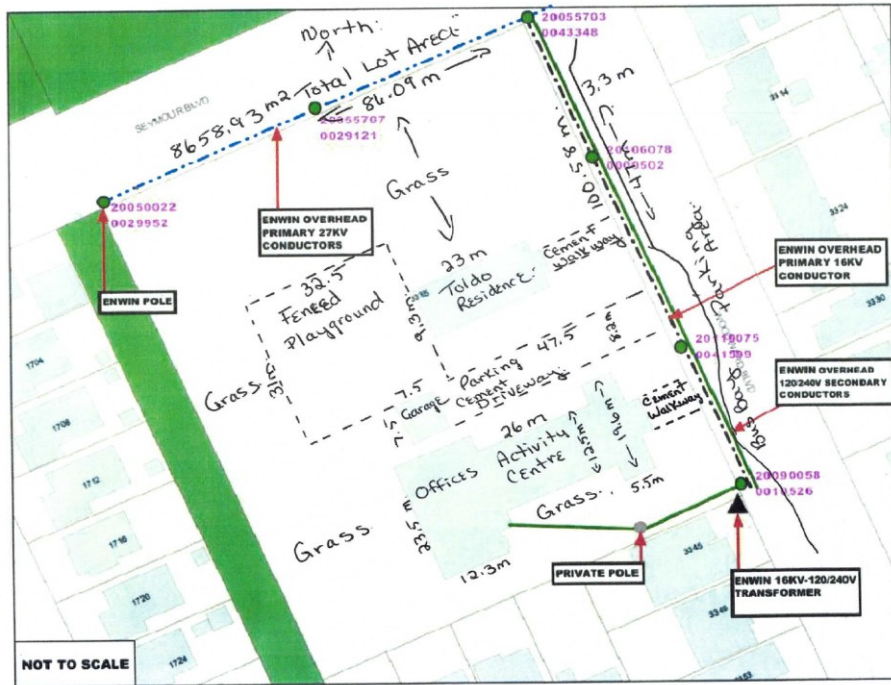 North:
8658.93 m2 Total Lot Area:
86.09 m
SEYMOUR BLVD
20055703
0043348
20055707
0029121
20050022
0029952
20106078
3.3 m
47 m
100.58 m
3314
3324
3330
Grass
ENWIN OVERHEAD
PRIMARY 27KV
CONDUCTORS
ENWIN POLE
ENWIN OVERHEAD
PRIMARY 16KV
CONDUCTOR
Cement
Walkway
23 m
Toldo
Residence
9.3 m
32.5
Fenced
Playground
31 m
Grass
Bus Bay Parking Area:
20110075
47.5
8.2 m
Parking
Cement
Driveway
7.5
Garage
7.5
ENWIN OVERHEAD
120/240V SECONDARY
CONDUCTORS
Cement
Walkway
26 m
Activity
Centre
12.5 m
19.6 m
Offices
23.5 m
12.3 m
Grass
5.5 m
Grass
20090058
0010526
PRIVATE POLE
ENWIN 16KV-120/240V
TRANSFORMER
3345
1704
1708
1712
1716
1720
1724
NOT TO SCALE